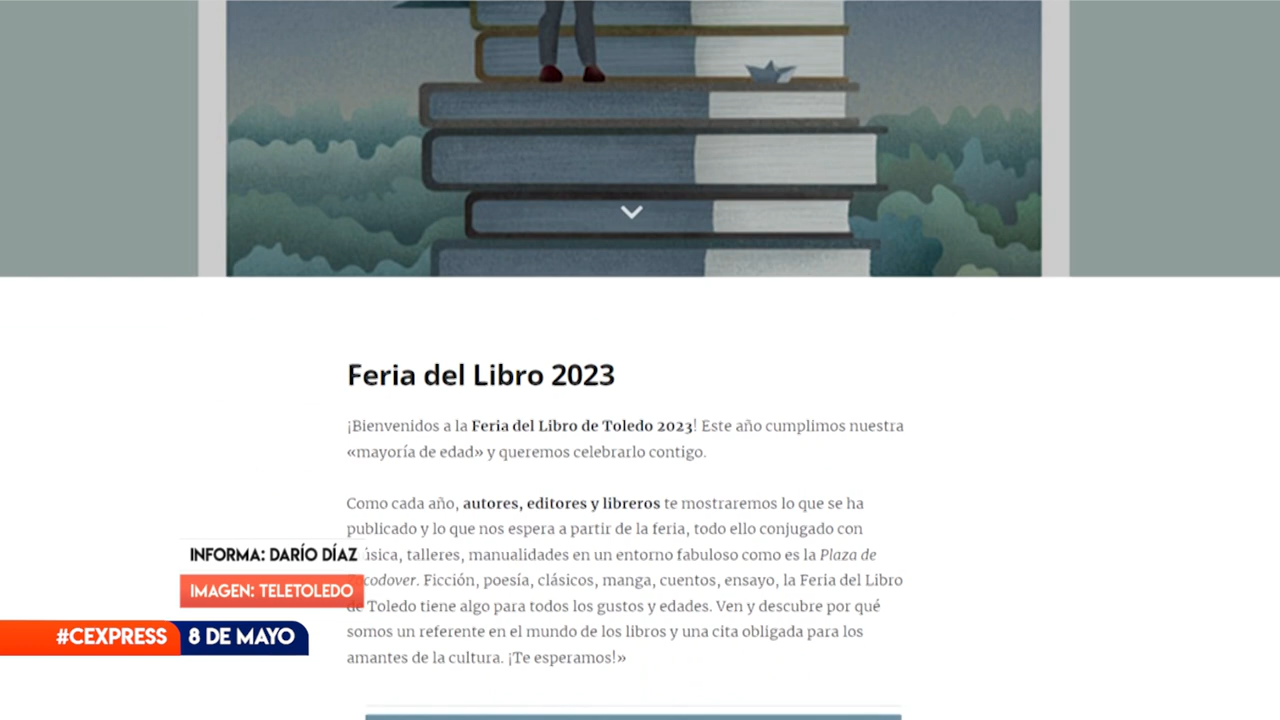 Feria del Libro 2023
¡Bienvenidos a la Feria del Libro de Toledo 2023! Este año cumplimos nuestra
«mayoría de edad» y queremos celebrarlo contigo.
Como cada año, autores, editores y libreros te mostraremos lo que se ha
publicado y lo que nos espera a partir de la feria, todo ello conjugado con
música, talleres, manualidades en un entorno fabuloso como es la Plaza de
Zocodover. Ficción, poesía, clásicos, manga, cuentos, ensayo, la Feria del Libro
de Toledo tiene algo para todos los gustos y edades. Ven y descubre por qué
somos un referente en el mundo de los libros y una cita obligada para los
amantes de la cultura. ¡Te esperamos!»
INFORMA: DARÍO DÍAZ
IMAGEN: TELETOLEDO
#CEXPRESS 8 DE MAYO